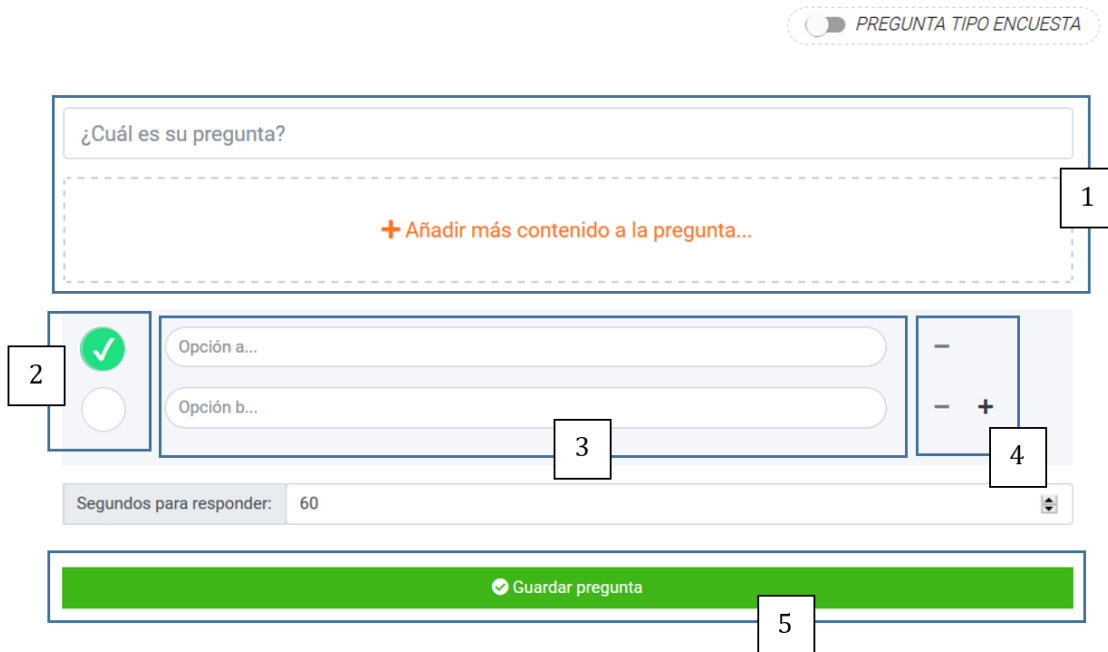 PREGUNTA TIPO ENCUESTA
¿Cuál es su pregunta?
1
+ Añadir más contenido a la pregunta...
2
Opción a...
−
Opción b...
− +
3
4
Segundos para responder: 60
Guardar pregunta
5